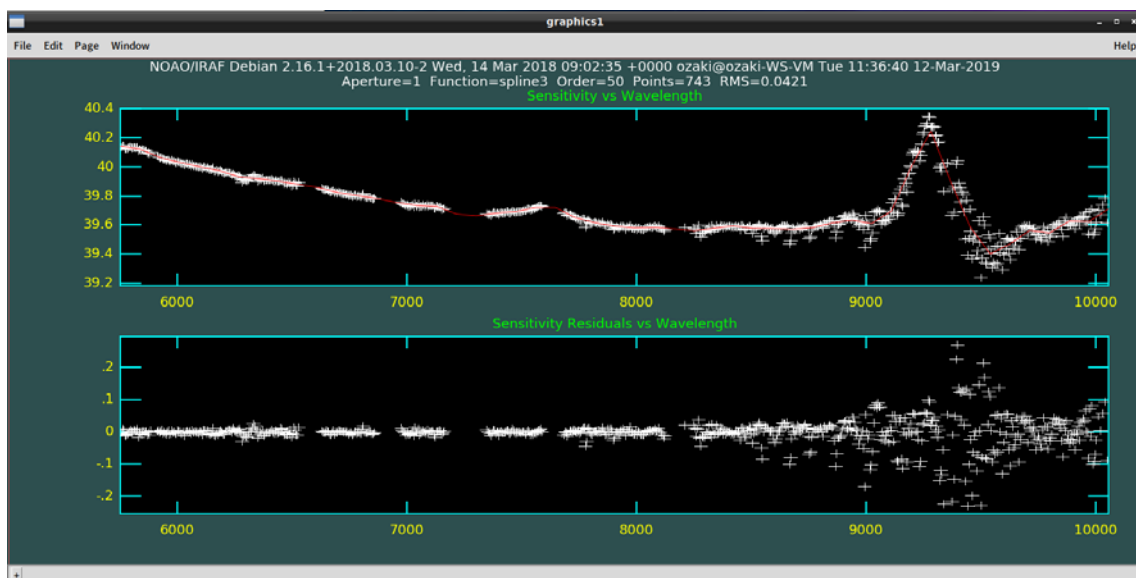 graphics1
File Edit Page Window Help
NOAO/IRAF Debian 2.16.1+2018.03.10-2 Wed, 14 Mar 2018 09:02:35 +0000 ozaki@ozaki-WS-VM Tue 11:36:40 12-Mar-2019
Aperture=1 Function=spline3 Order=50 Points=743 RMS=0.0421
Sensitivity vs Wavelength
40.4
40.2
40
39.8
39.6
39.4
39.2
6000 7000 8000 9000 10000
Sensitivity Residuals vs Wavelength
.2
.1
0
-.1
-.2
6000 7000 8000 9000 10000